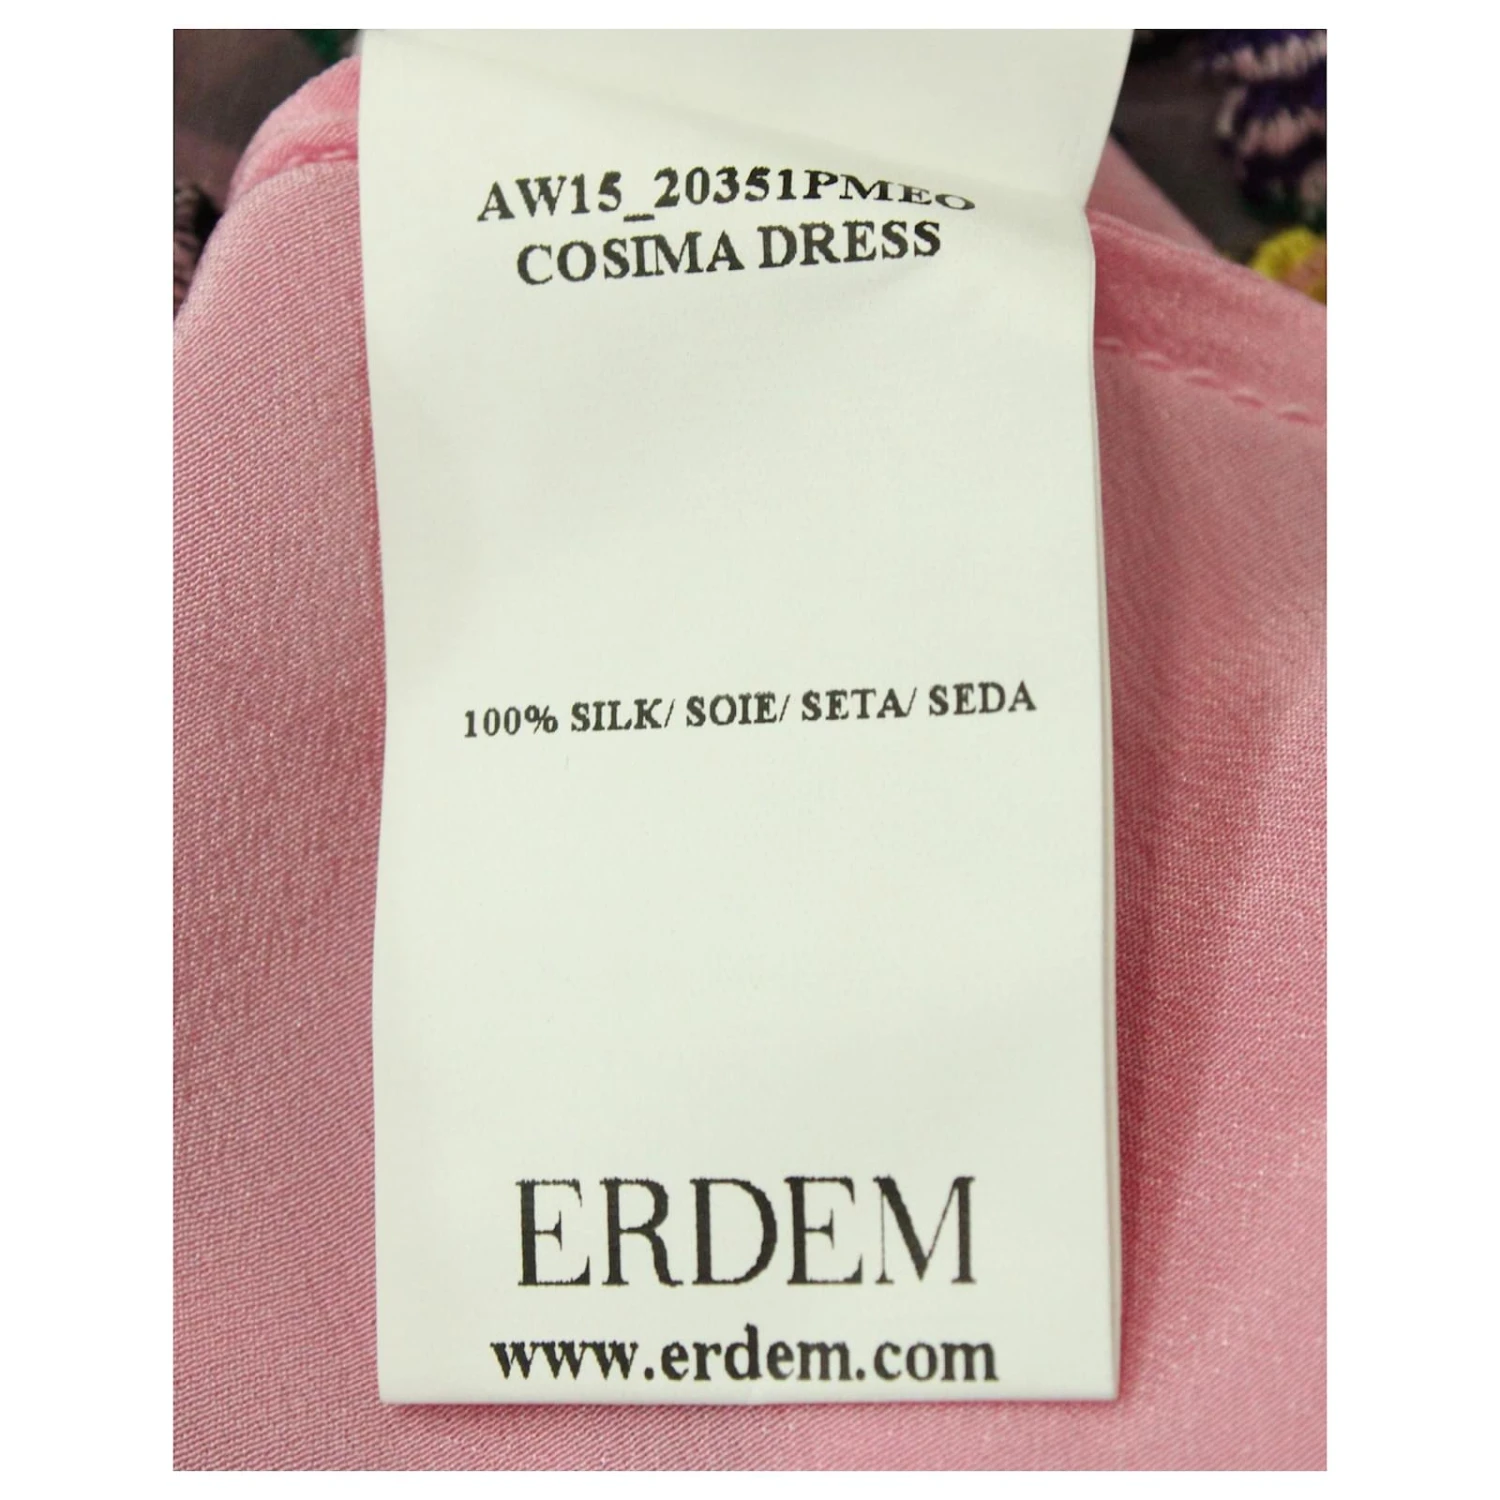 AW15_20351PMEO
COSIMA DRESS
100% SILK/ SOIE/ SETA/ SEDA
ERDEM
www.erdem.com